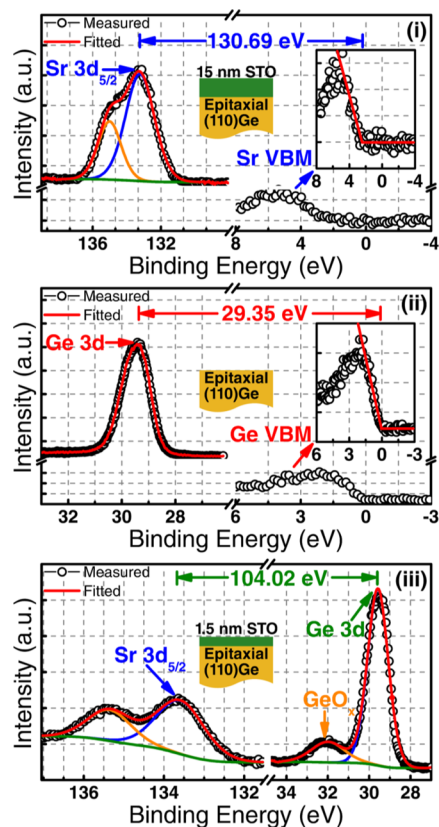 Measured
Fitted
130.69 eV
(i)
Sr 3d5/2
15 nm STO
Epitaxial
(110)Ge
Sr VBM
8 4 0 -4
Intensity (a.u.)
136 132 8 4 0 -4
Binding Energy (eV)
Measured
Fitted
29.35 eV
(ii)
Ge 3d
Epitaxial
(110)Ge
Ge VBM
6 3 0 -3
Intensity (a.u.)
32 30 28 6 3 0 -3
Binding Energy (eV)
Measured
Fitted
104.02 eV
(iii)
1.5 nm STO
Ge 3d
Sr 3d5/2
Epitaxial
(110)Ge
GeOx
Intensity (a.u.)
136 134 132 34 31 29 27
Binding Energy (eV)